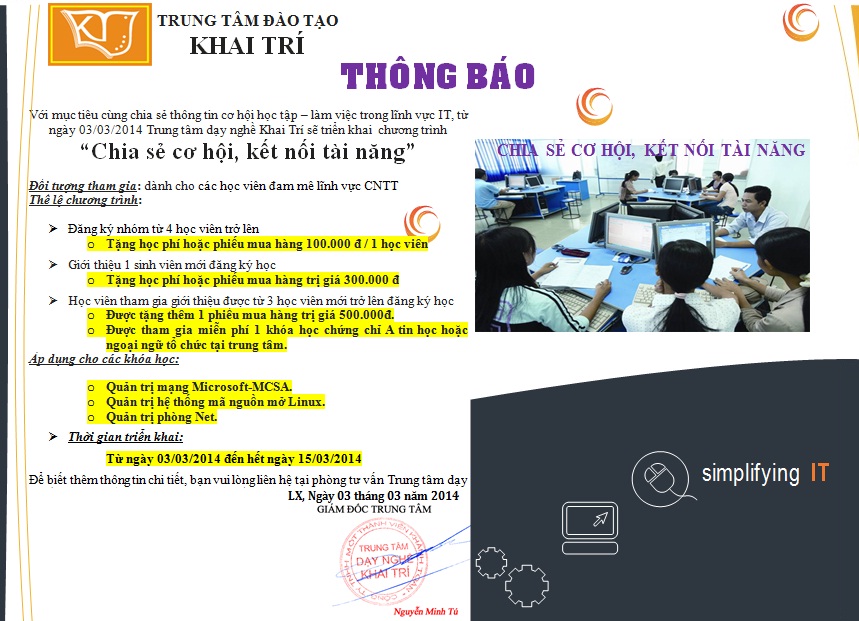 TRUNG TÂM ĐÀO TẠO
KHAI TRÍ
THÔNG BÁO
Với mục tiêu cùng chia sẻ thông tin cơ hội học tập – làm việc trong lĩnh vực IT, từ
ngày 03/03/2014 Trung tâm dạy nghề Khai Trí sẽ triển khai chương trình
“Chia sẻ cơ hội, kết nối tài năng”
Đối tượng tham gia: dành cho các học viên đam mê lĩnh vực CNTT
Thể lệ chương trình:
➤ Đăng ký nhóm từ 4 học viên trở lên
o Tặng học phí hoặc phiếu mua hàng 100.000 đ / 1 học viên
➤ Giới thiệu 1 sinh viên mới đăng ký học
o Tặng học phí hoặc phiếu mua hàng trị giá 300.000 đ
➤ Học viên tham gia giới thiệu được từ 3 học viên mới trở lên đăng ký học
o Được tặng thêm 1 phiếu mua hàng trị giá 500.000đ.
o Được tham gia miễn phí 1 khóa học chứng chỉ A tin học hoặc
ngoại ngữ tổ chức tại trung tâm.
Áp dụng cho các khóa học:
o Quản trị mạng Microsoft-MCSA.
o Quản trị hệ thống mã nguồn mở Linux.
o Quản trị phòng Net.
➤ Thời gian triển khai:
Từ ngày 03/03/2014 đến hết ngày 15/03/2014
Để biết thêm thông tin chi tiết, bạn vui lòng liên hệ tại phòng tư vấn Trung tâm dạy
LX, Ngày 03 tháng 03 năm 2014
GIÁM ĐỐC TRUNG TÂM
TRUNG TÂM
DẠY NGHỀ
KHAI TRÍ
Nguyễn Minh Tú
CHIA SẺ CƠ HỘI, KẾT NỐI TÀI NĂNG
simplifying IT